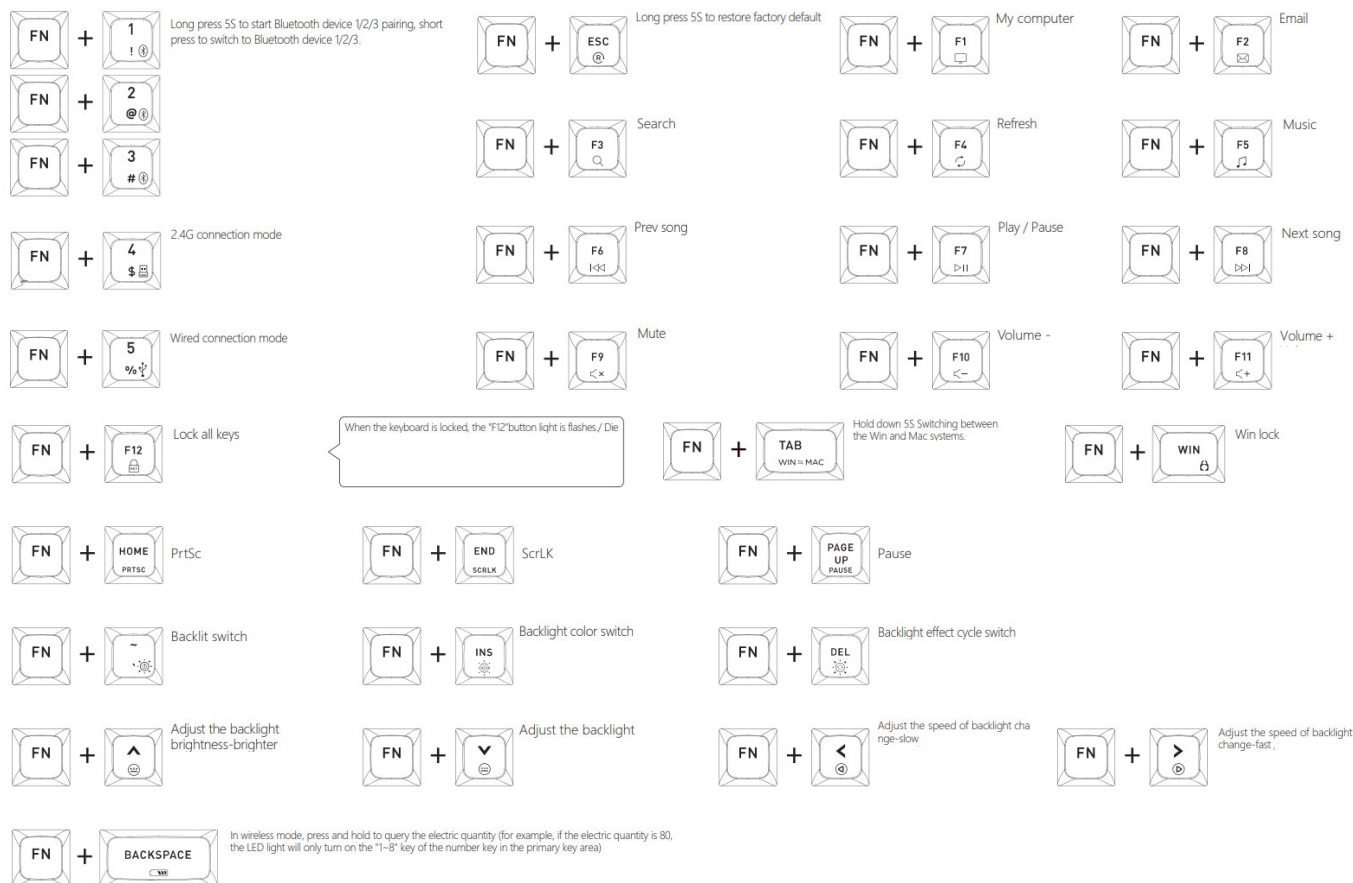 FN + 1 ! Long press 5S to start Bluetooth device 1/2/3 pairing, short
press to switch to Bluetooth device 1/2/3.
FN + 2 @
FN + 3 #
FN + ESC R Long press 5S to restore factory default
FN + F1 My computer
FN + F2 Email
FN + F3 Search
FN + F4 Refresh
FN + F5 Music
FN + 4 $ 2.4G connection mode
FN + F6 Prev song
FN + F7 Play / Pause
FN + F8 Next song
FN + 5 % Wired connection mode
FN + F9 Mute
FN + F10 Volume -
FN + F11 Volume +
FN + F12 Lock all keys
When the keyboard is locked, the "F12"button light is flashes./ Die
FN + TAB WIN = MAC Hold down 5S Switching between
the Win and Mac systems.
FN + WIN Win lock
FN + HOME PRTSC PrtSc
FN + END SCRLK ScrLK
FN + PAGE UP PAUSE Pause
FN + ~ ` Backlit switch
FN + INS Backlight color switch
FN + DEL Backlight effect cycle switch
FN + Adjust the backlight
brightness-brighter
FN + Adjust the backlight
FN + < Adjust the speed of backlight cha
nge-slow
FN + > Adjust the speed of backlight
change-fast ,
FN + BACKSPACE In wireless mode, press and hold to query the electric quantity (for example, if the electric quantity is 80,
the LED light will only turn on the "1~8" key of the number key in the primary key area)